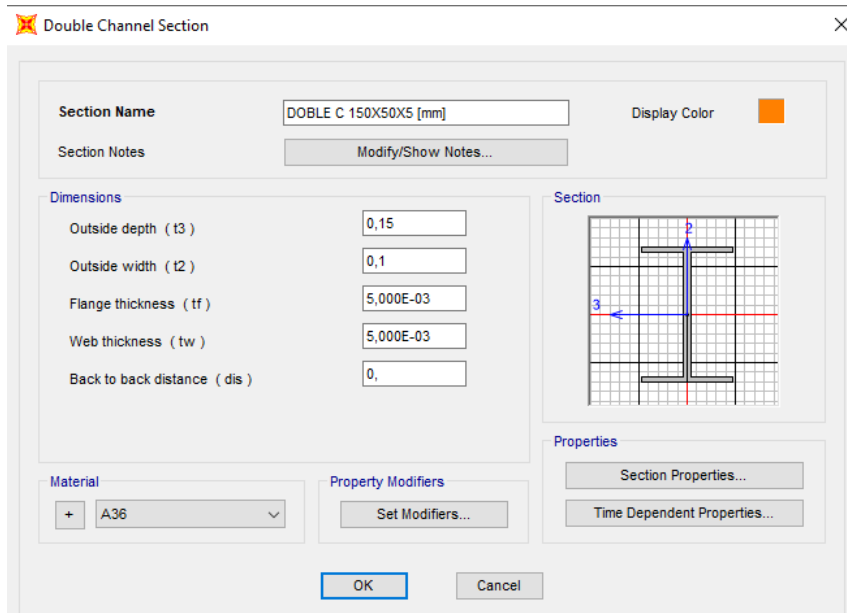 Double Channel Section
Section Name
DOBLE C 150X50X5 [mm]
Display Color
Section Notes
Modify/Show Notes...
Dimensions
Outside depth ( t3 )
0,15
Outside width ( t2 )
0,1
Flange thickness ( tf )
5,000E-03
Web thickness ( tw )
5,000E-03
Back to back distance ( dis )
0,
Section
2
3
Material
+
A36
Property Modifiers
Set Modifiers...
Properties
Section Properties...
Time Dependent Properties...
OK
Cancel